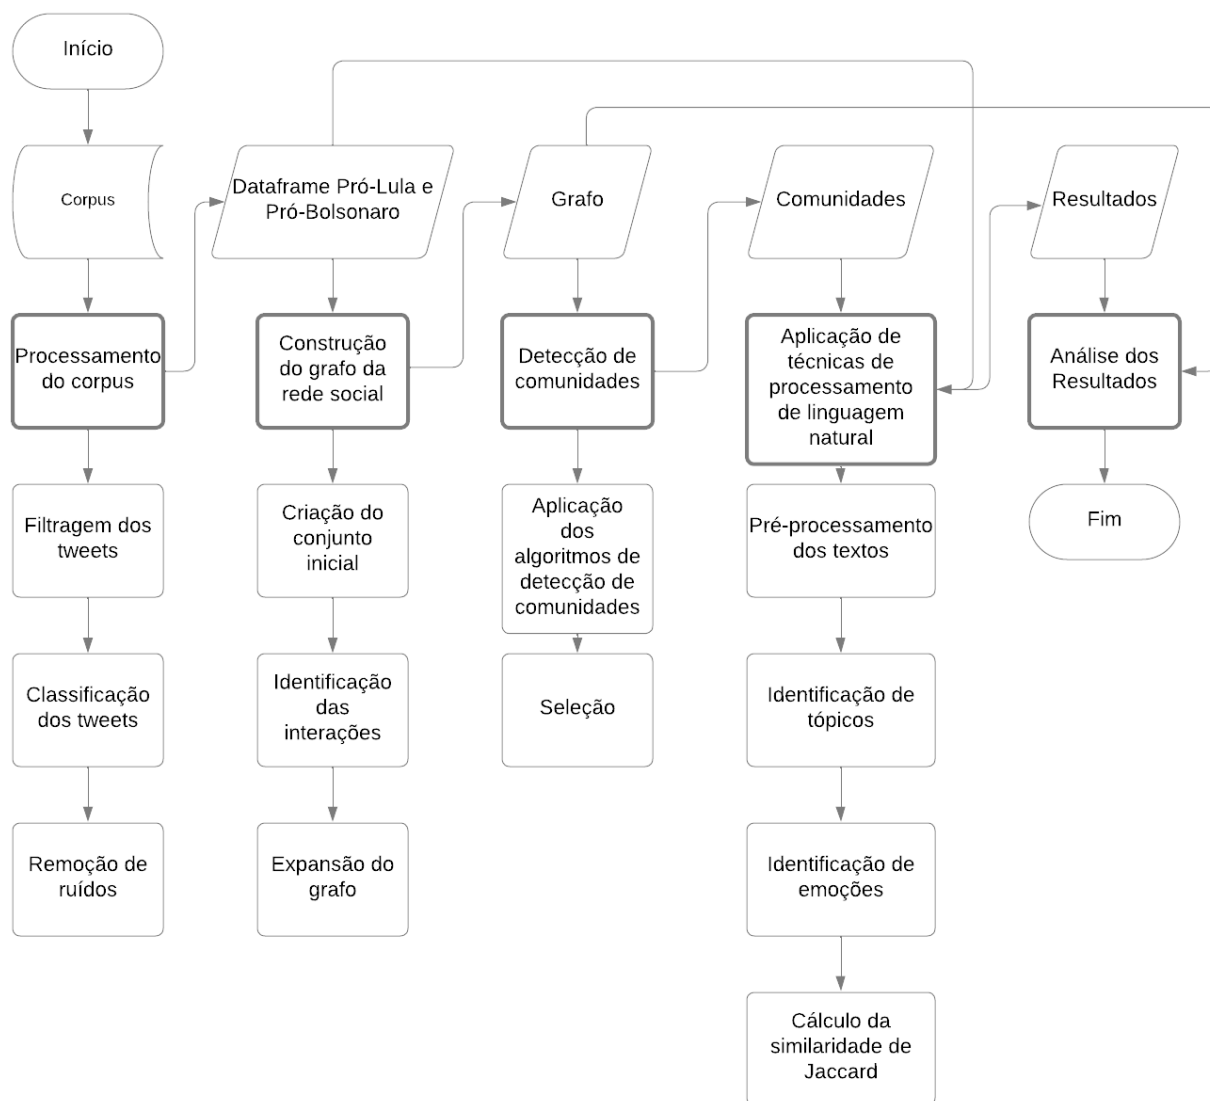 Início
Corpus
Processamento
do corpus
Filtragem dos
tweets
Classificação
dos tweets
Remoção de
ruídos
Dataframe Pró-Lula e
Pró-Bolsonaro
Construção
do grafo da
rede social
Criação do
conjunto
inicial
Identificação
das
interações
Expansão do
grafo
Grafo
Detecção de
comunidades
Aplicação
dos
algoritmos de
detecção de
comunidades
Seleção
Comunidades
Aplicação de
técnicas de
processamento
de linguagem
natural
Pré-processamento
dos textos
Identificação de
tópicos
Identificação de
emoções
Cálculo da
similaridade de
Jaccard
Resultados
Análise dos
Resultados
Fim